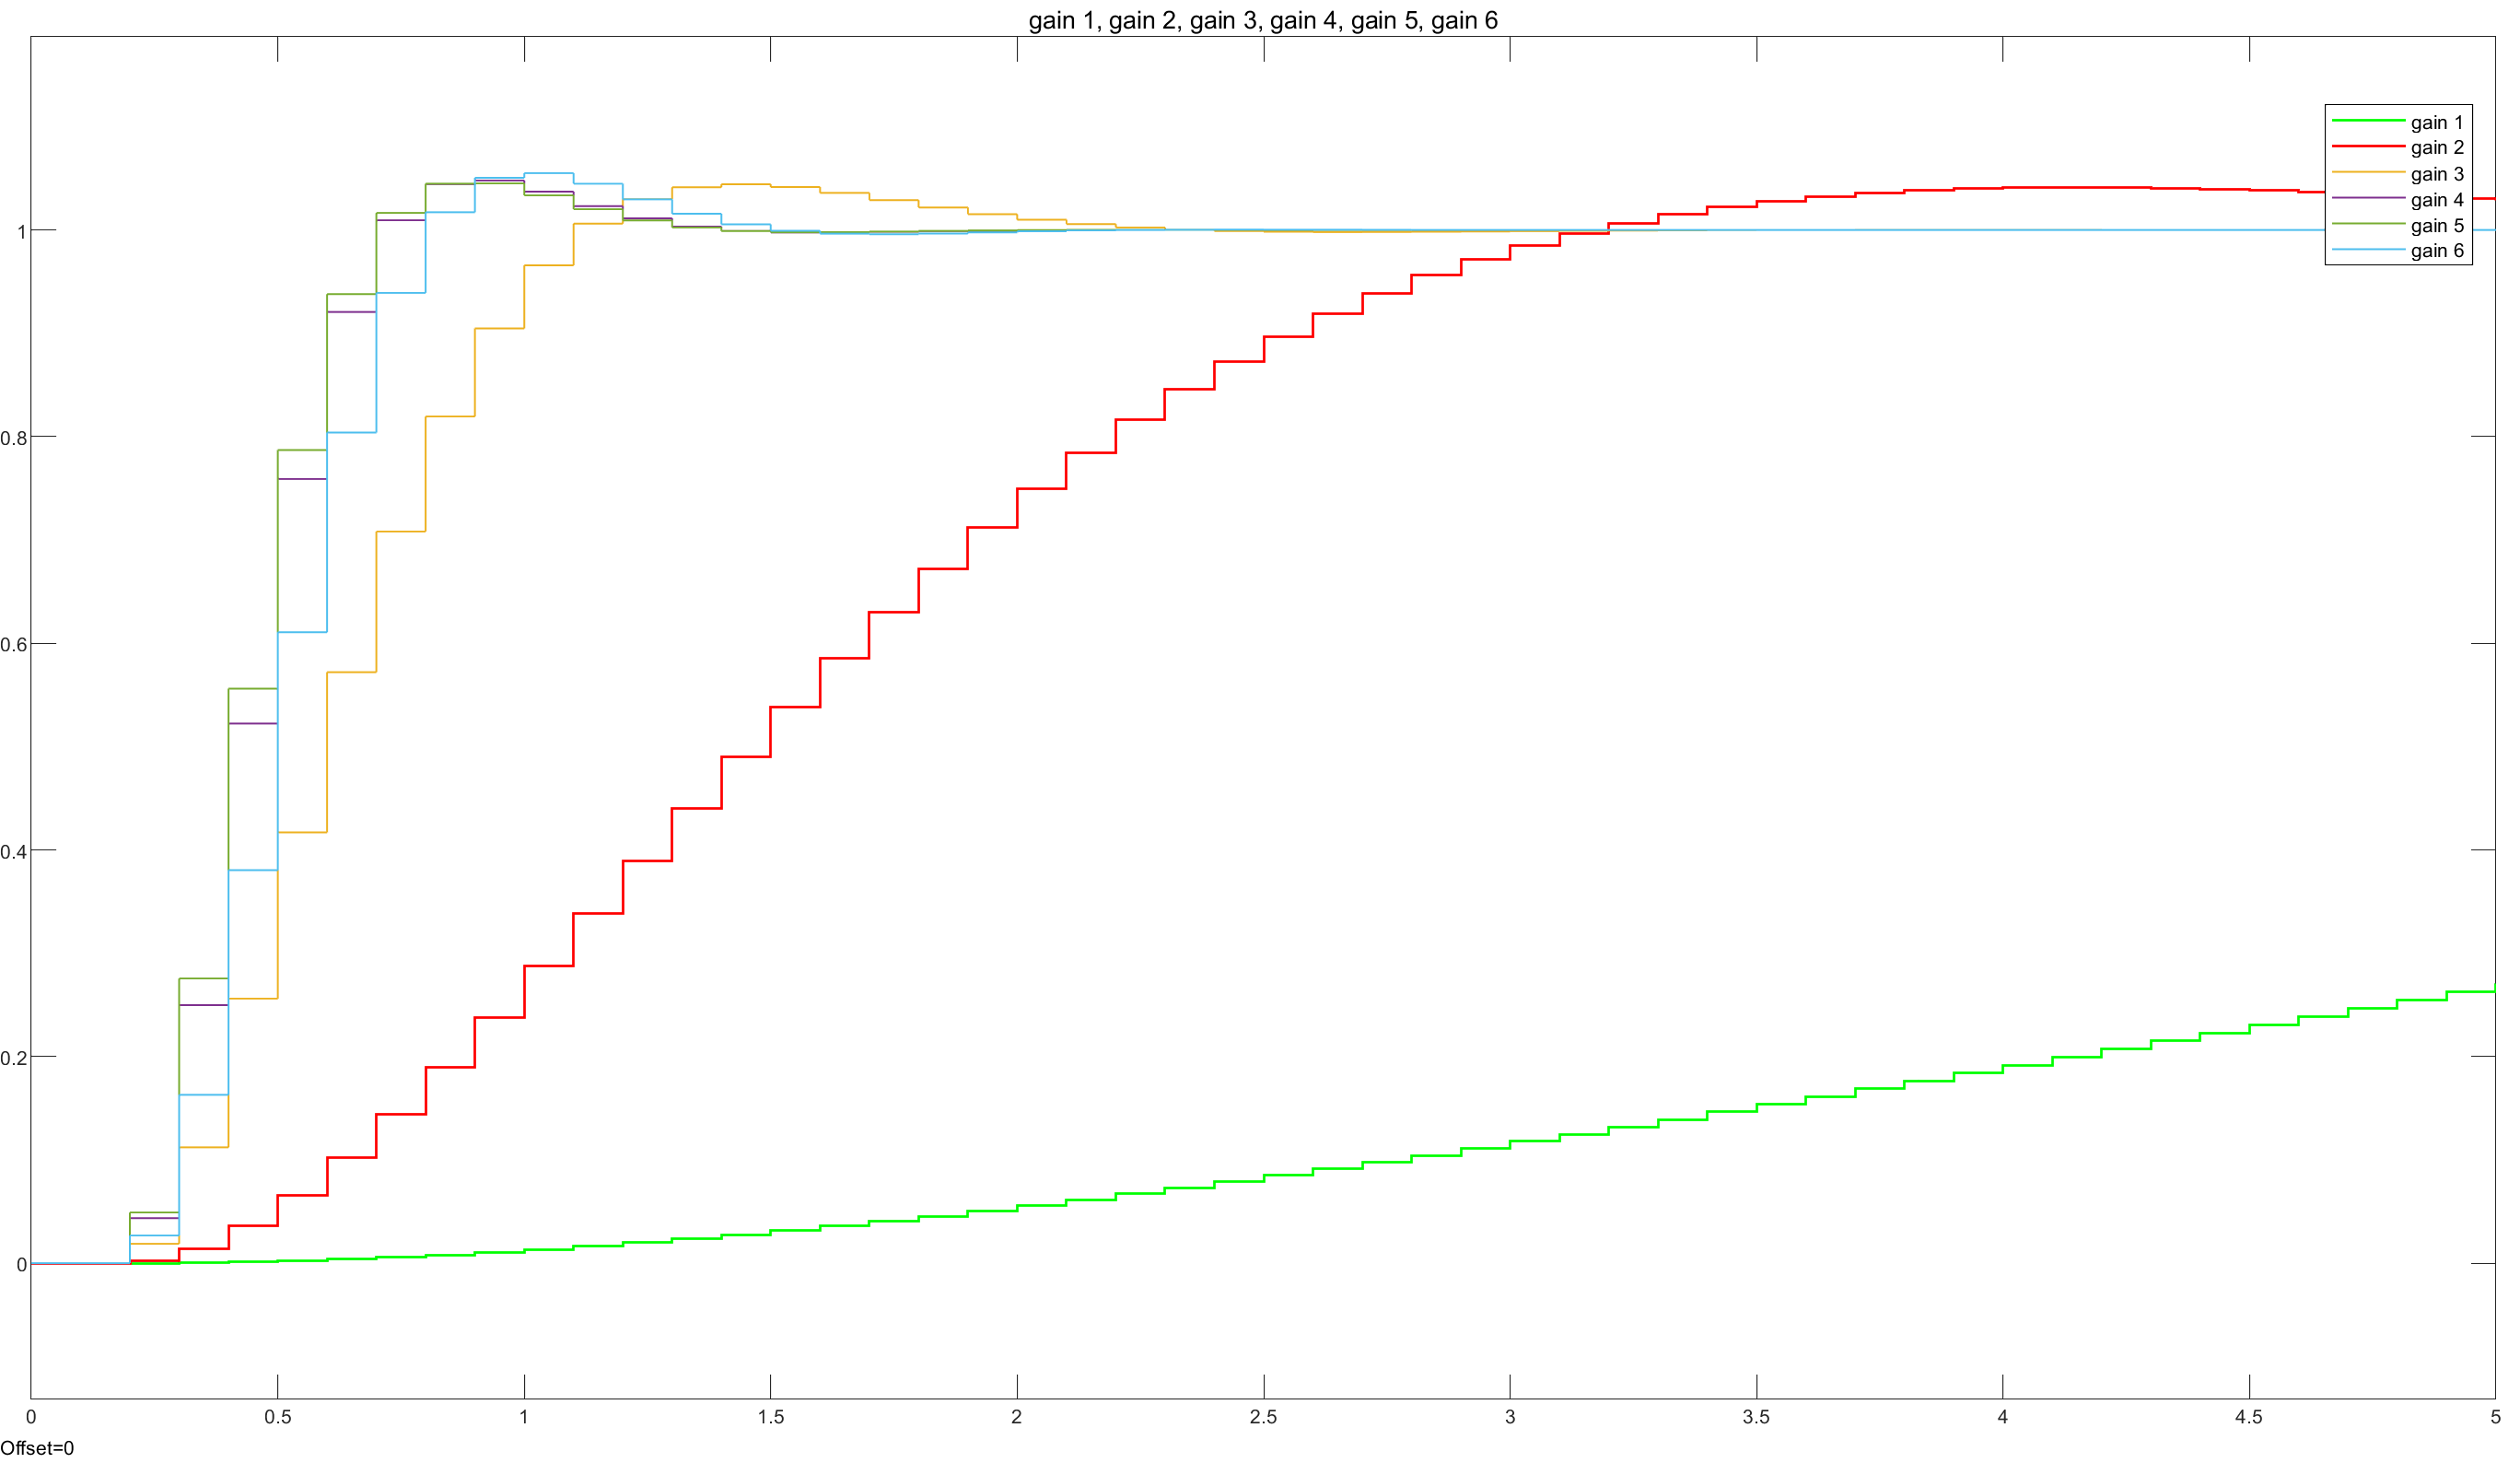 gain 1, gain 2, gain 3, gain 4, gain 5, gain 6
gain 1
gain 2
gain 3
gain 4
gain 5
gain 6
1
0.8
0.6
0.4
0.2
0
0 0.5 1 1.5 2 2.5 3 3.5 4 4.5 5
Offset=0